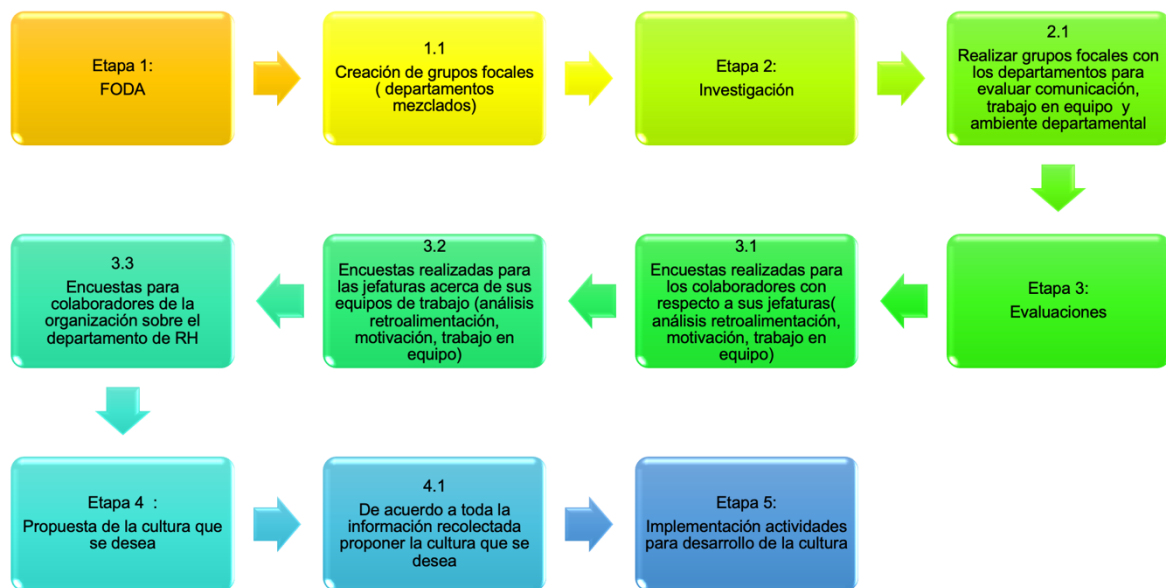 Etapa 1:
FODA
1.1
Creación de grupos focales
( departamentos
mezclados)
Etapa 2:
Investigación
2.1
Realizar grupos focales con
los departamentos para
evaluar comunicación,
trabajo en equipo  y
ambiente departamental
Etapa 3:
Evaluaciones
3.1
Encuestas realizadas para
los colaboradores con
respecto a sus jefaturas(
análisis retroalimentación,
motivación, trabajo en
equipo)
3.2
Encuestas realizadas para
las jefaturas acerca de sus
equipos de trabajo (análisis
retroalimentación,
motivación, trabajo en
equipo)
3.3
Encuestas para
colaboradores de la
organización sobre el
departamento de RH
Etapa 4  :
Propuesta de la cultura que
se desea
4.1
De acuerdo a toda la
información recolectada
proponer la cultura que se
desea
Etapa 5:
Implementación actividades
para desarrollo de la cultura